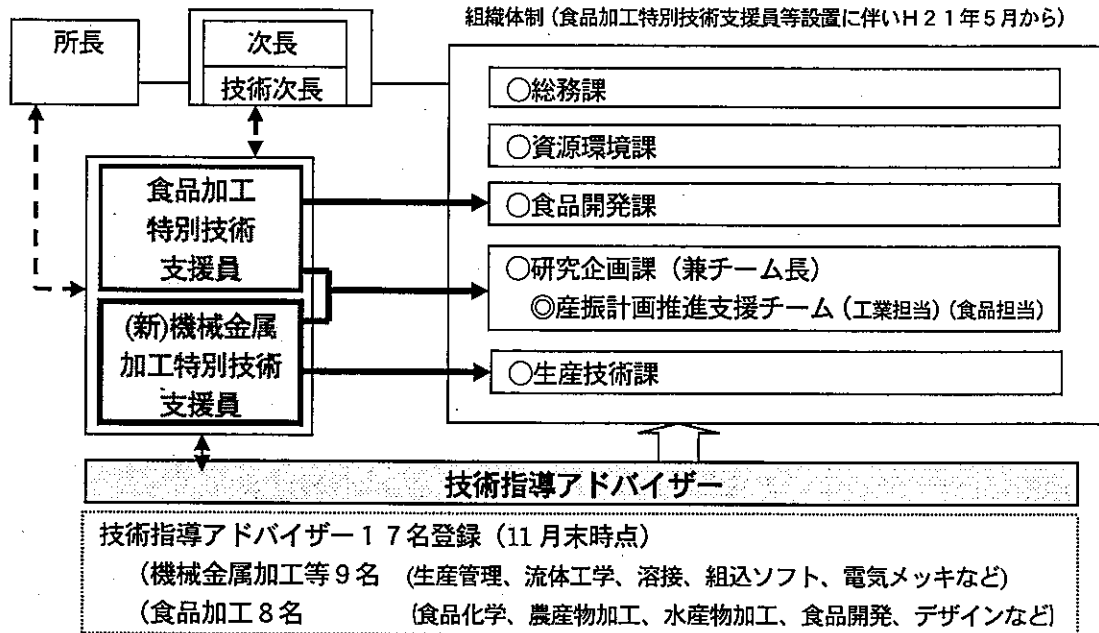 組織体制（食品加工特別技術支援員等設置に伴いＨ２１年５月から）
所長
次長
技術次長
○総務課
○資源環境課
○食品開発課
○研究企画課（兼チーム長）
◎産振計画推進支援チーム（工業担当）（食品担当）
○生産技術課
食品加工
特別技術
支援員
(新)機械金属
加工特別技術
支援員
技術指導アドバイザー
技術指導アドバイザー１７名登録（11月末時点）
（機械金属加工等９名 （生産管理、流体工学、溶接、組込ソフト、電気メッキなど）
（食品加工８名 （食品化学、農産物加工、水産物加工、食品開発、デザインなど）